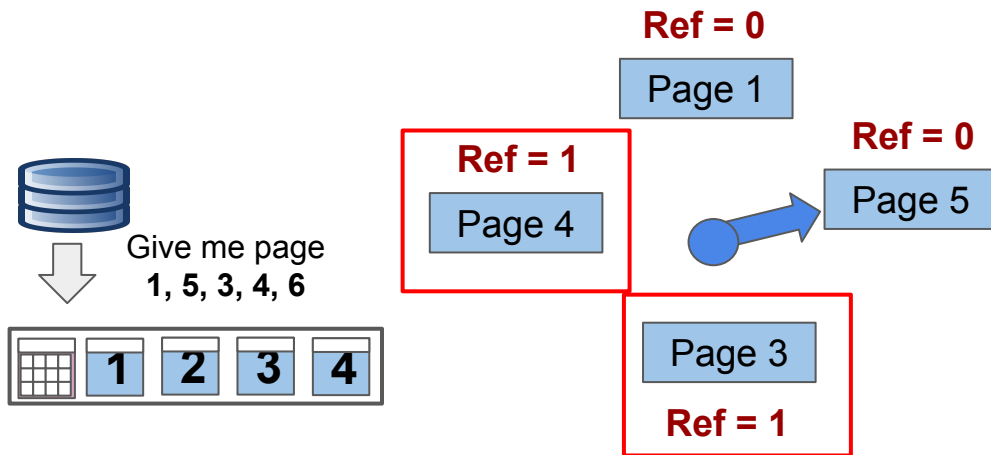 Ref = 0
Page 1
Ref = 1
Page 4
Ref = 0
Page 5
Give me page
1, 5, 3, 4, 6
1 2 3 4
Page 3
Ref = 1